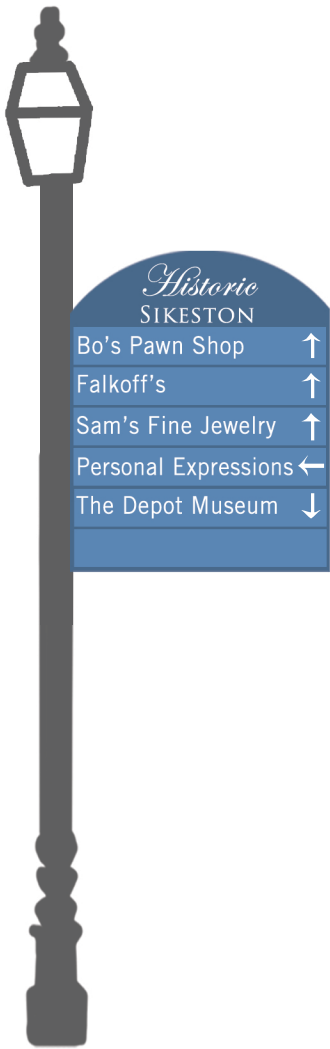 Historic
SIKESTON
Bo's Pawn Shop ↑
Falkoff's ↑
Sam's Fine Jewelry ↑
Personal Expressions ←
The Depot Museum ↓